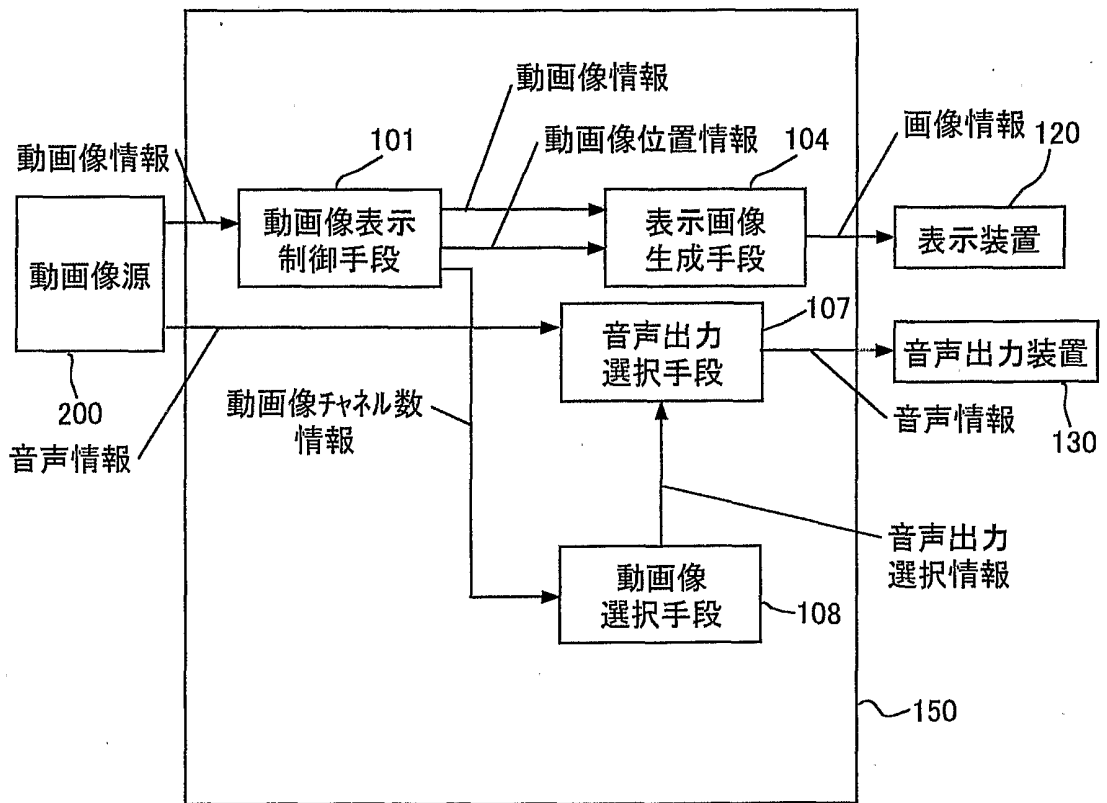 動画像情報
動画像位置情報
画像情報
101
104
120
動画像情報
動画像源
動画像表示
制御手段
表示画像
生成手段
表示装置
107
音声出力
選択手段
音声出力装置
200
音声情報
動画像チャネル数
情報
音声情報
130
音声出力
選択情報
動画像
選択手段
108
150